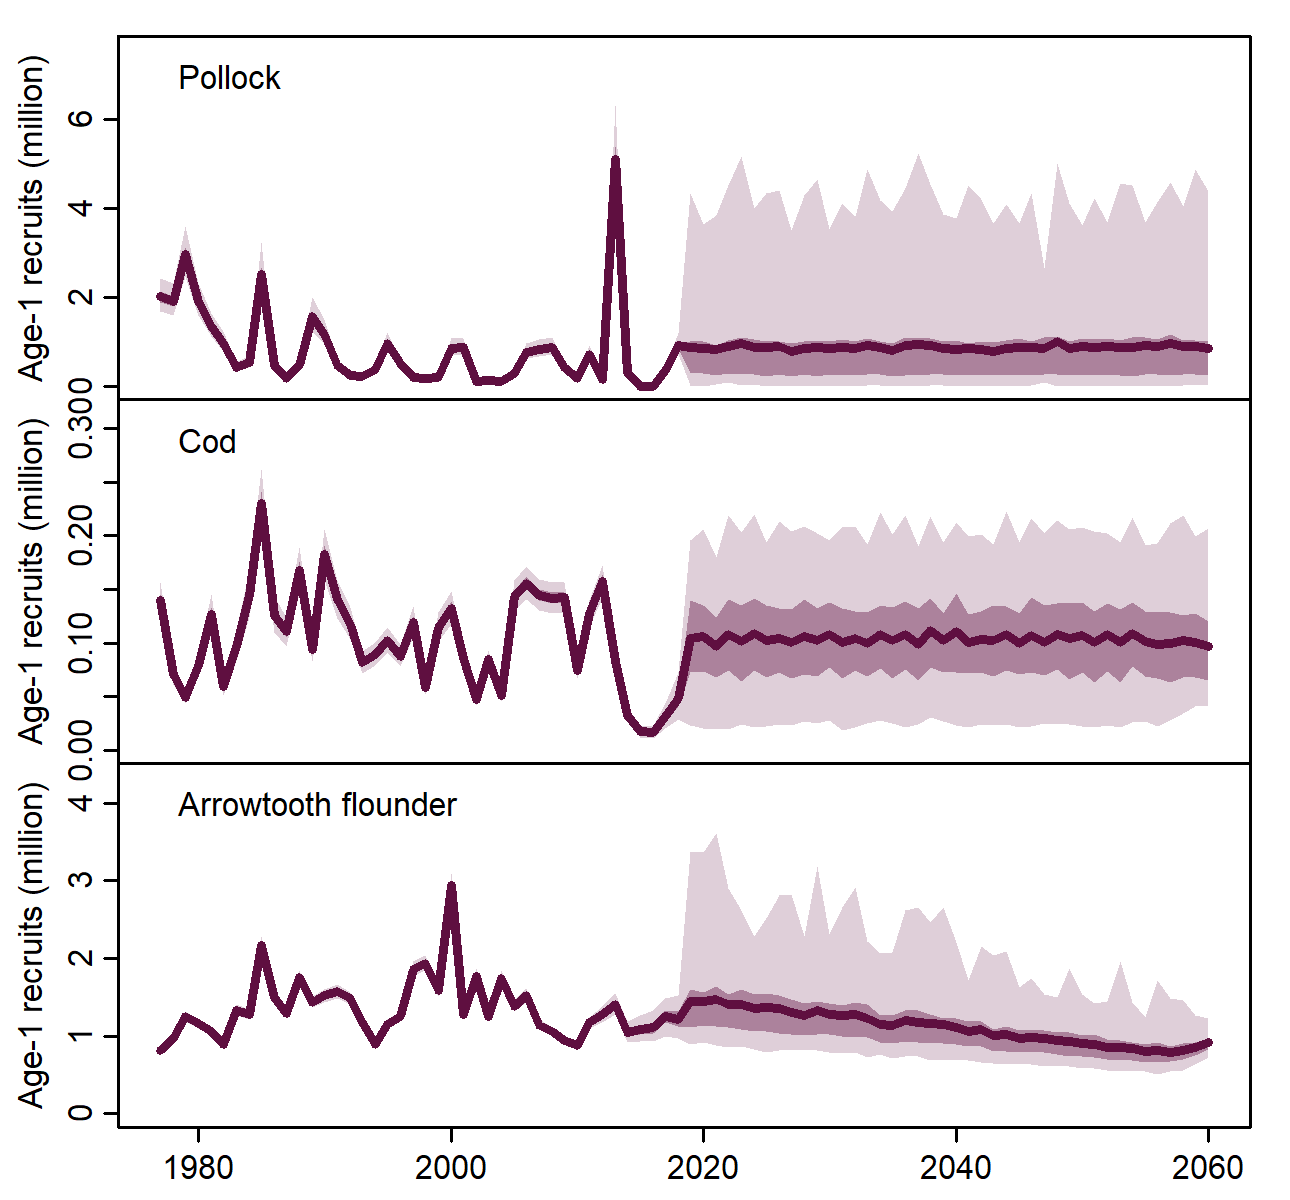 Pollock
Age-1 recruits (million)
6
4
2
0
Cod
Age-1 recruits (million)
0.30
0.20
0.10
0.00
Arrowtooth flounder
Age-1 recruits (million)
4
3
2
1
0
1980 2000 2020 2040 2060